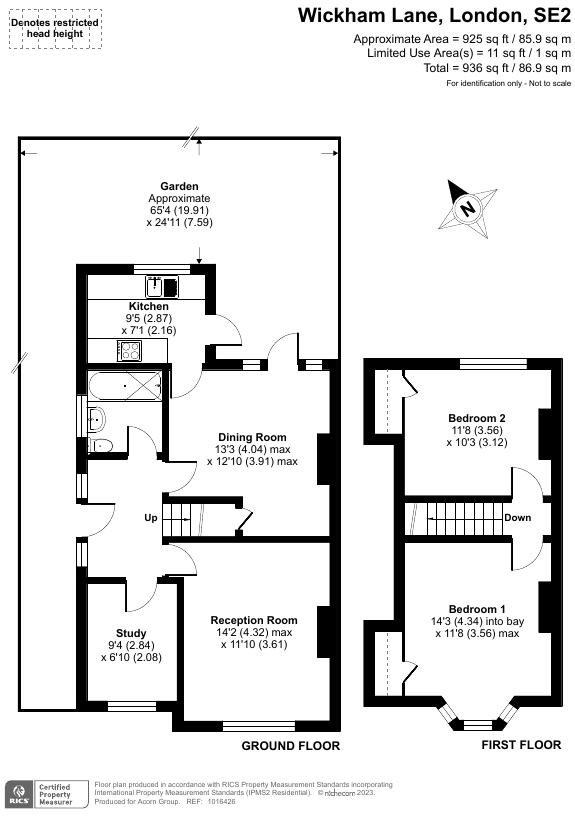 Denotes restricted
head height
Wickham Lane, London, SE2
Approximate Area = 925 sq ft / 85.9 sq m
Limited Use Area(s) = 11 sq ft / 1 sq m
Total = 936 sq ft / 86.9 sq m
For identification only - Not to scale
Garden
Approximate
65'4 (19.91)
x 24'11 (7.59)
N
Kitchen
9'5 (2.87)
x 7'1 (2.16)
Dining Room
13'3 (4.04) max
x 12'10 (3.91) max
Up
Reception Room
14'2 (4.32) max
x 11'10 (3.61)
Study
9'4 (2.84)
x 6'10 (2.08)
GROUND FLOOR
Bedroom 2
11'8 (3.56)
x 10'3 (3.12)
Down
Bedroom 1
14'3 (4.34) into bay
x 11'8 (3.56) max
FIRST FLOOR
RICS
Certified
Property
Measurer
Floor plan produced in accordance with RICS Property Measurement Standards incorporating
International Property Measurement Standards (IPMS2 Residential). © nichecom 2023.
Produced for Acorn Group. REF: 1016426